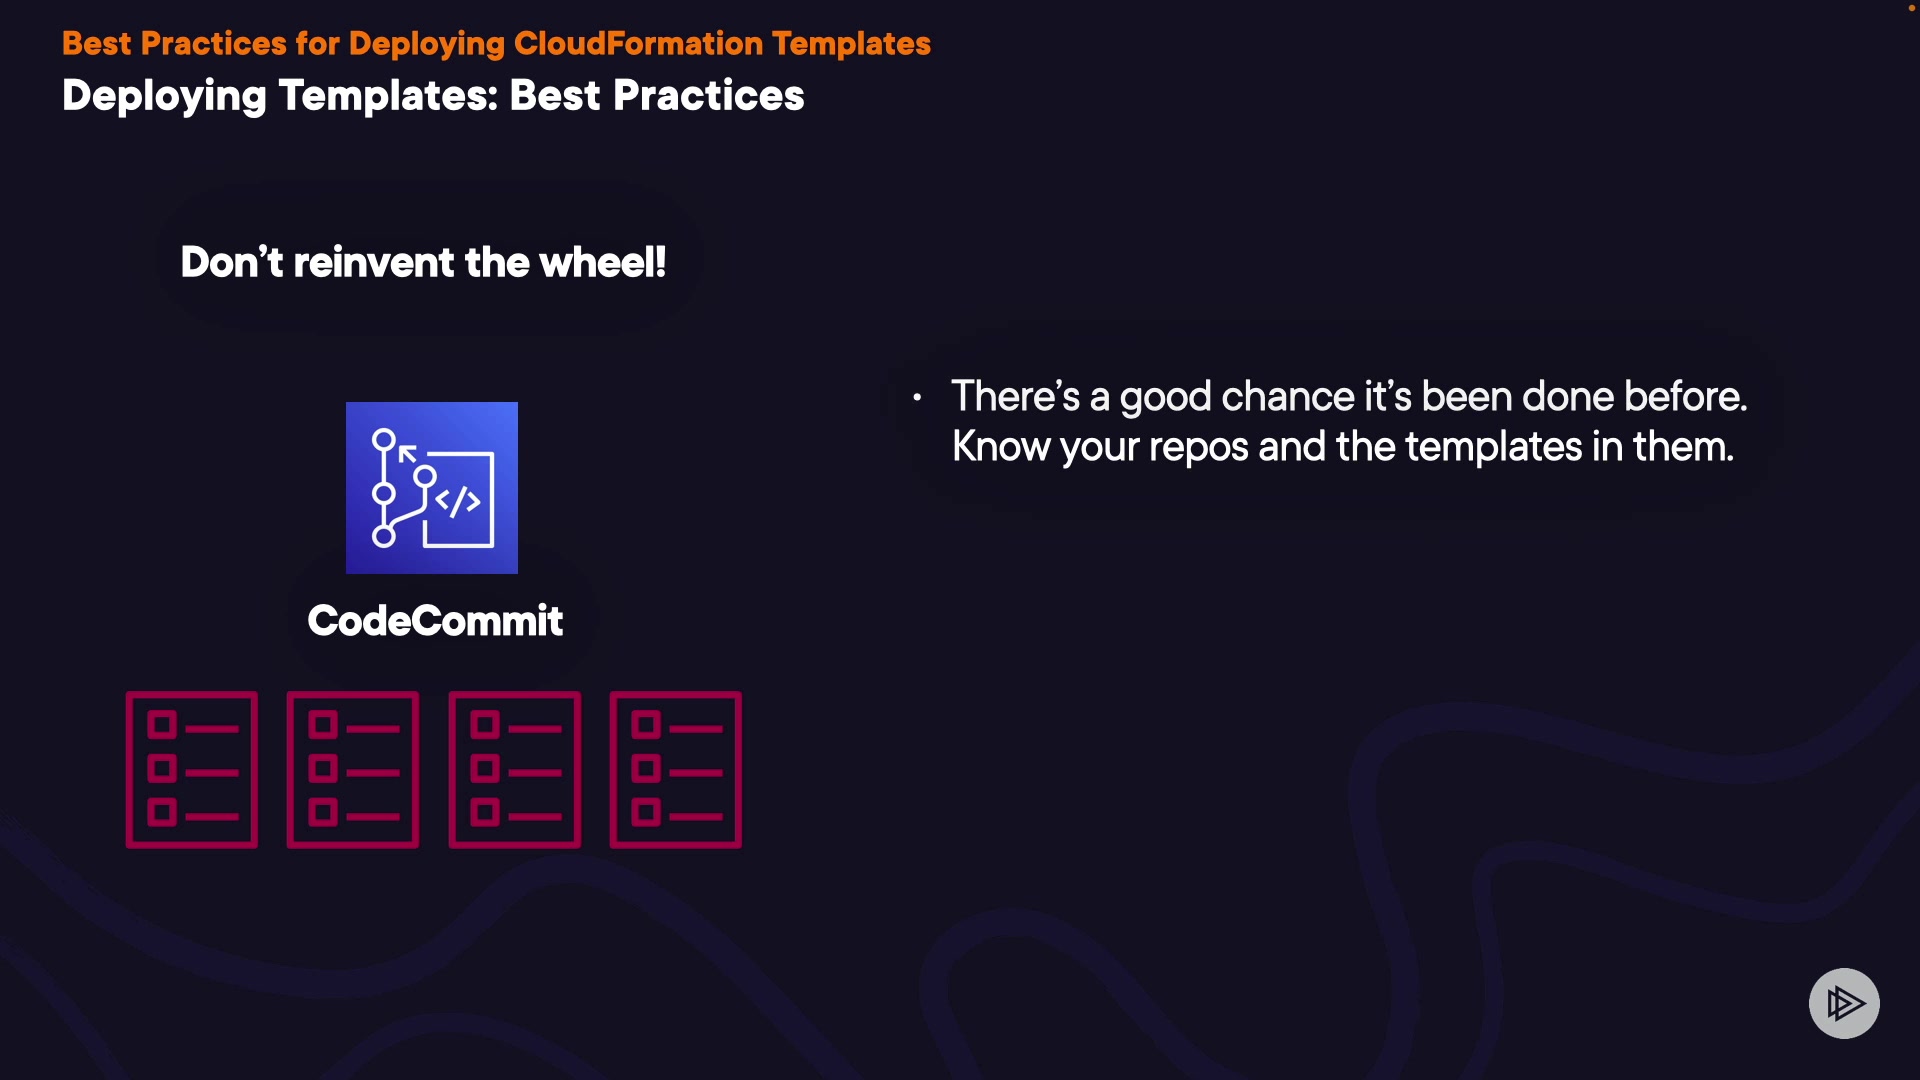 Best Practices for Deploying CloudFormation Templates
Deploying Templates: Best Practices
Don’t reinvent the wheel!
</>
CodeCommit
• There’s a good chance it’s been done before.
Know your repos and the templates in them.